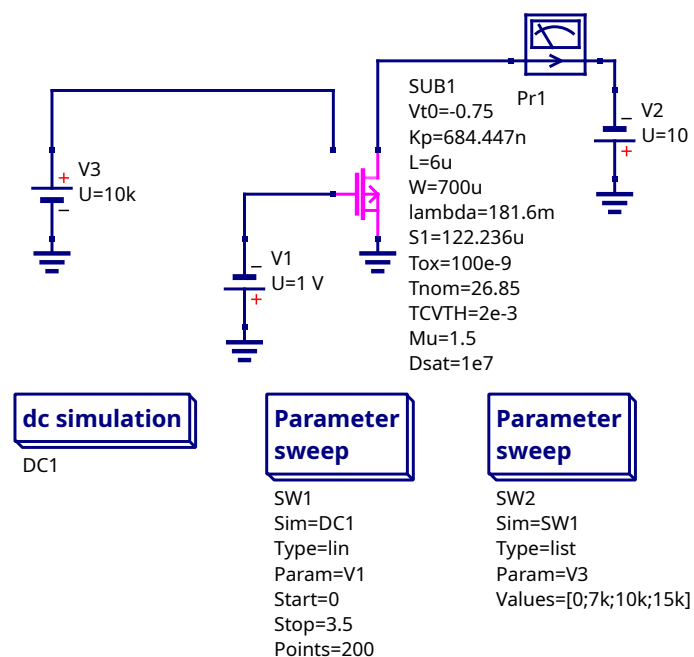 Pr1
SUB1
Vt0=-0.75
Kp=684.447n
L=6u
W=700u
lambda=181.6m
S1=122.236u
Tox=100e-9
Tnom=26.85
TCVTH=2e-3
Mu=1.5
Dsat=1e7
V2
U=10
V3
U=10k
V1
U=1 V
dc simulation
DC1
Parameter
sweep
SW1
Sim=DC1
Type=lin
Param=V1
Start=0
Stop=3.5
Points=200
Parameter
sweep
SW2
Sim=SW1
Type=list
Param=V3
Values=[0;7k;10k;15k]